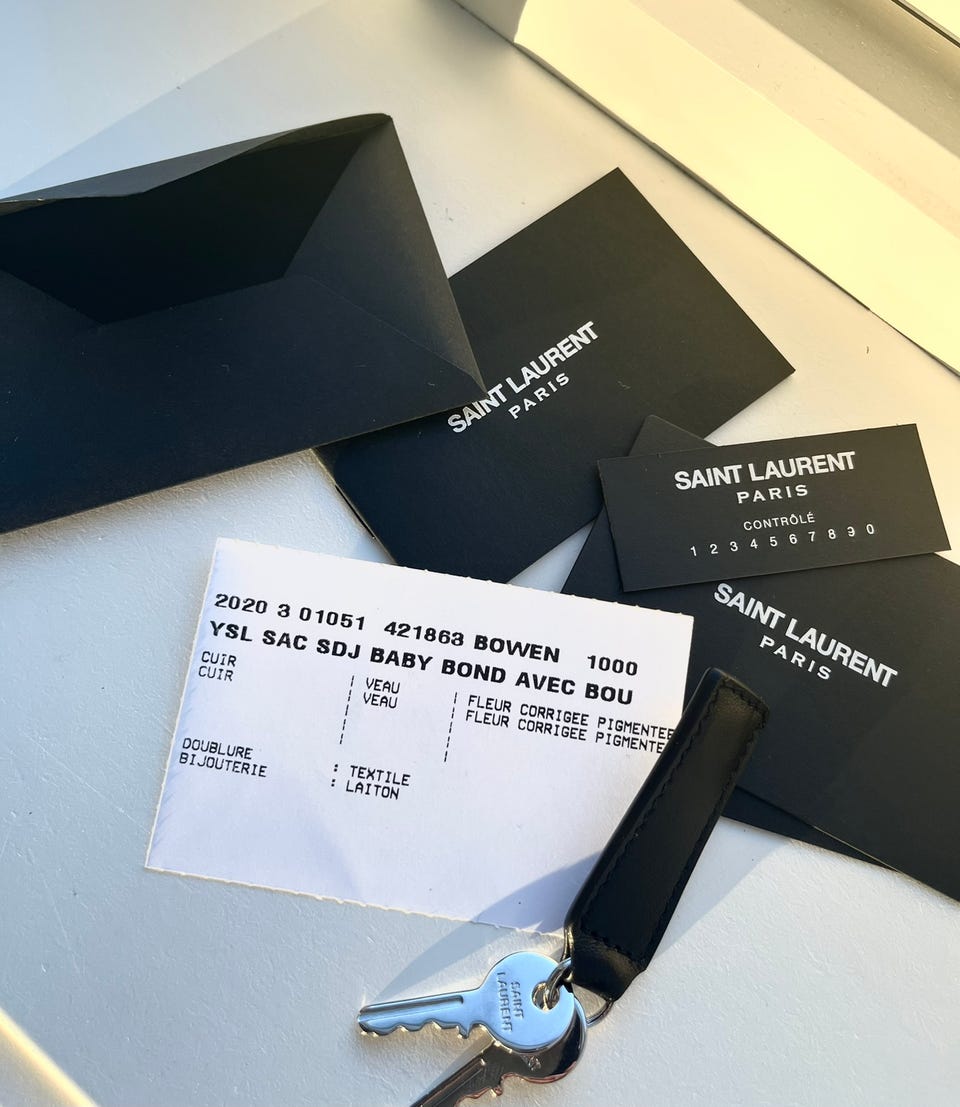 SAINT LAURENT
PARIS
SAINT LAURENT
PARIS
CONTRÔLÉ
1 2 3 4 5 6 7 8 9 0
SAINT LAURENT
PARIS
2020 3 01051 421863 BOWEN 1000
YSL SAC SDJ BABY BOND AVEC BOU
CUIR VEAU FLEUR CORRIGEE PIGMENTEE
CUIR VEAU FLEUR CORRIGEE PIGMENTE
DOUBLURE : TEXTILE
BIJOUTERIE : LAITON
SAINT
LAURENT